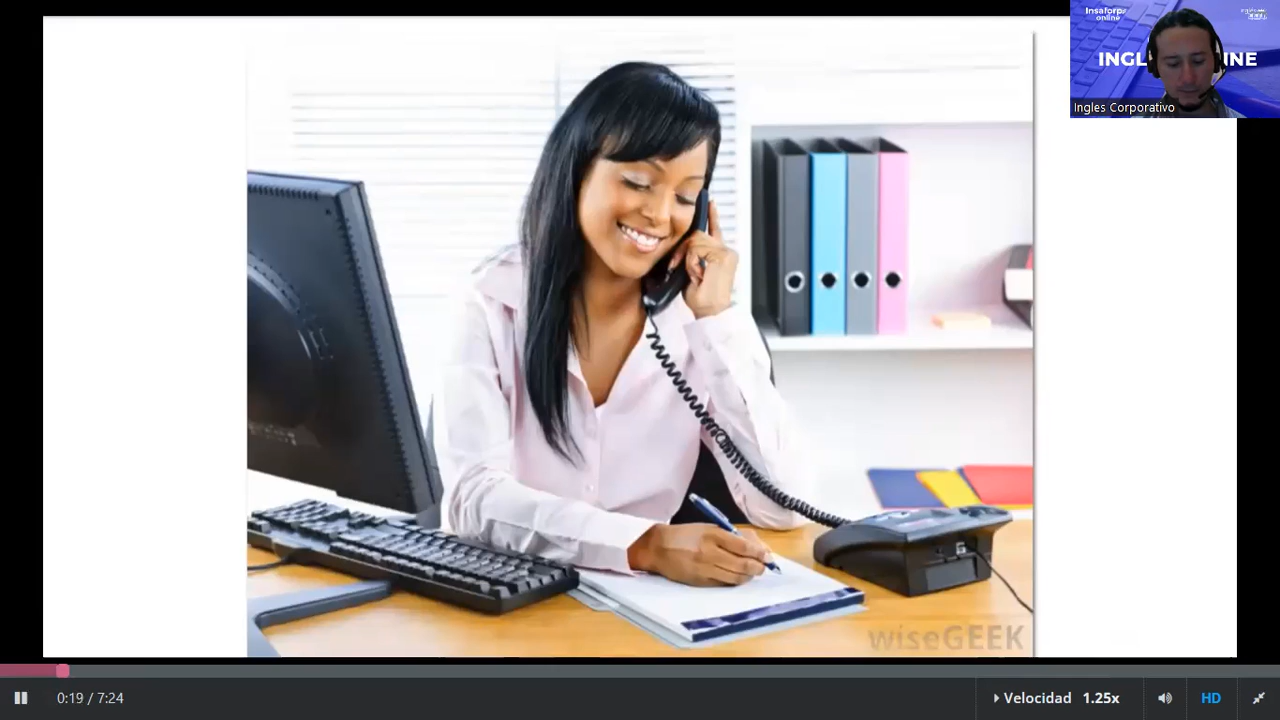 Insaforp
online
INGL INE
Ingles Corporativo
wiseGEEK
0:19 / 7:24
Velocidad 1.25x
HD